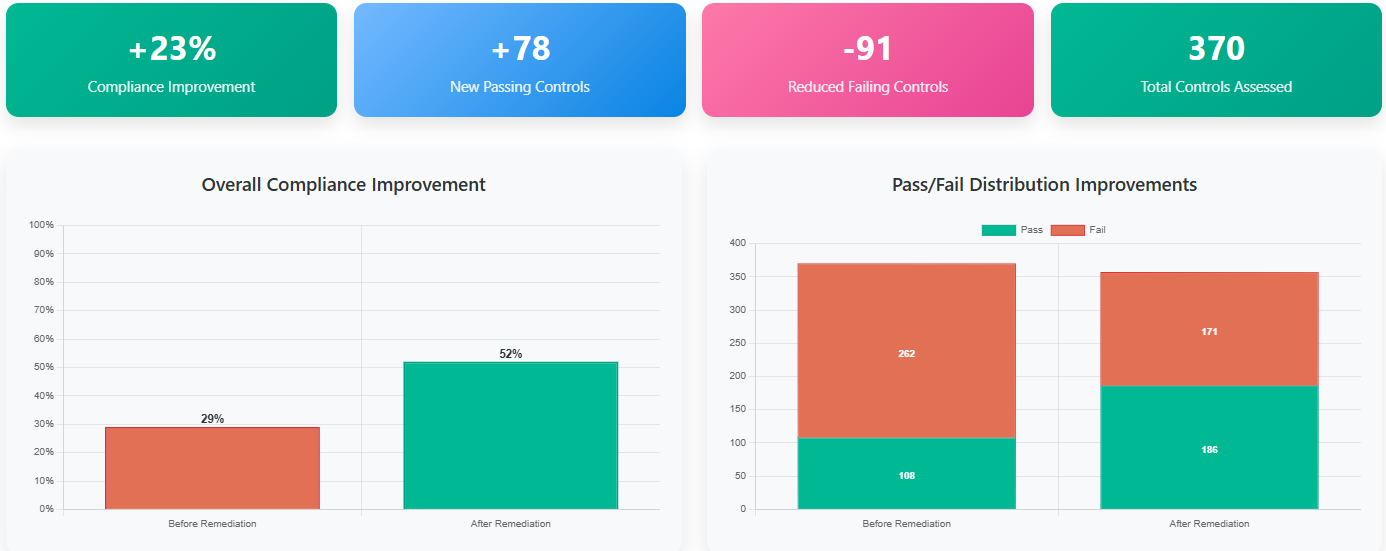 +23%
Compliance Improvement
+78
New Passing Controls
-91
Reduced Failing Controls
370
Total Controls Assessed
Overall Compliance Improvement
100%
90%
80%
70%
60%
50%
40%
30%
20%
10%
0%
29%
52%
Before Remediation
After Remediation
Pass/Fail Distribution Improvements
Pass
Fail
400
350
300
250
200
150
100
50
0
262
108
171
186
Before Remediation
After Remediation